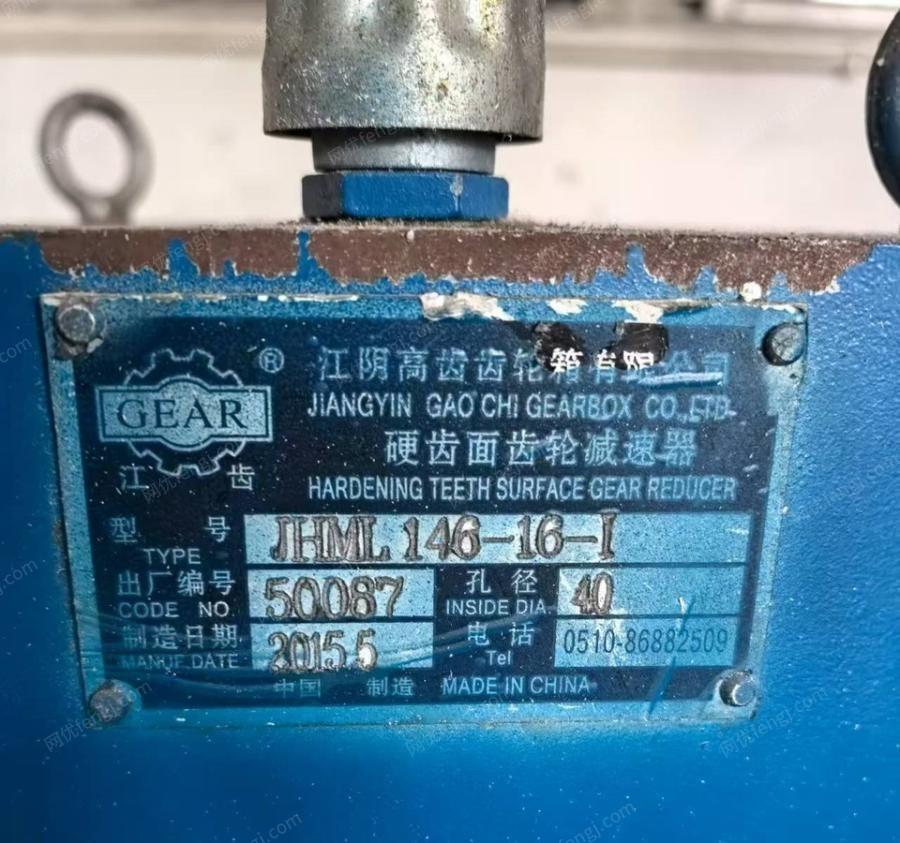 江阴高齿齿轮箱有限公司
GEAR ®
JIANGYIN GAO CHI GEARBOX CO.,LTD.
江齿
硬齿面齿轮减速器
HARDENING TEETH SURFACE GEAR REDUCER
型号 JHML 146-16-I
TYPE
出厂编号 50087 孔径 40
CODE NO. INSIDE DIA.
制造日期 2015.5 电话 0510-86882509
MANUF.DATE Tel
中国 制造 MADE IN CHINA